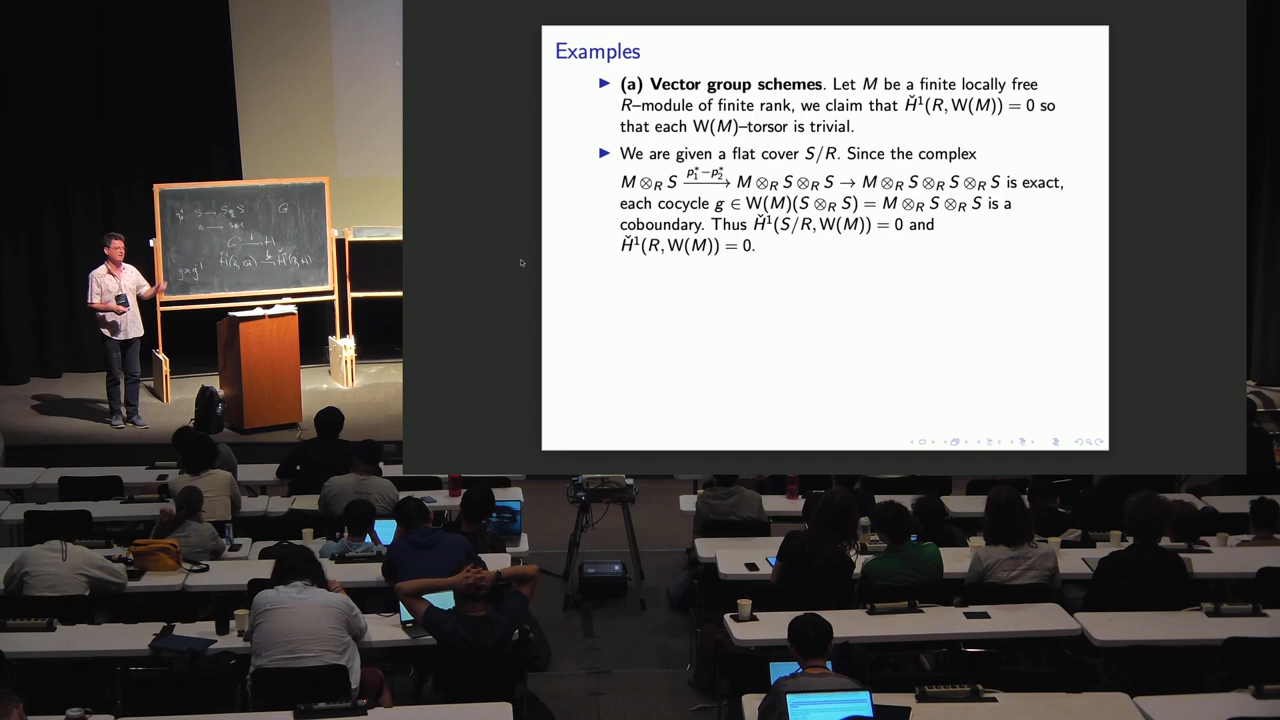 Examples
▶ (a) Vector group schemes. Let M be a finite locally free
R–module of finite rank, we claim that Ȟ¹(R, W(M)) = 0 so
that each W(M)–torsor is trivial.
▶ We are given a flat cover S/R. Since the complex
M ⊗_R S --p₁*−p₂*--> M ⊗_R S ⊗_R S → M ⊗_R S ⊗_R S ⊗_R S is exact,
each cocycle g ∈ W(M)(S ⊗_R S) = M ⊗_R S ⊗_R S is a
coboundary. Thus Ȟ¹(S/R, W(M)) = 0 and
Ȟ¹(R, W(M)) = 0.